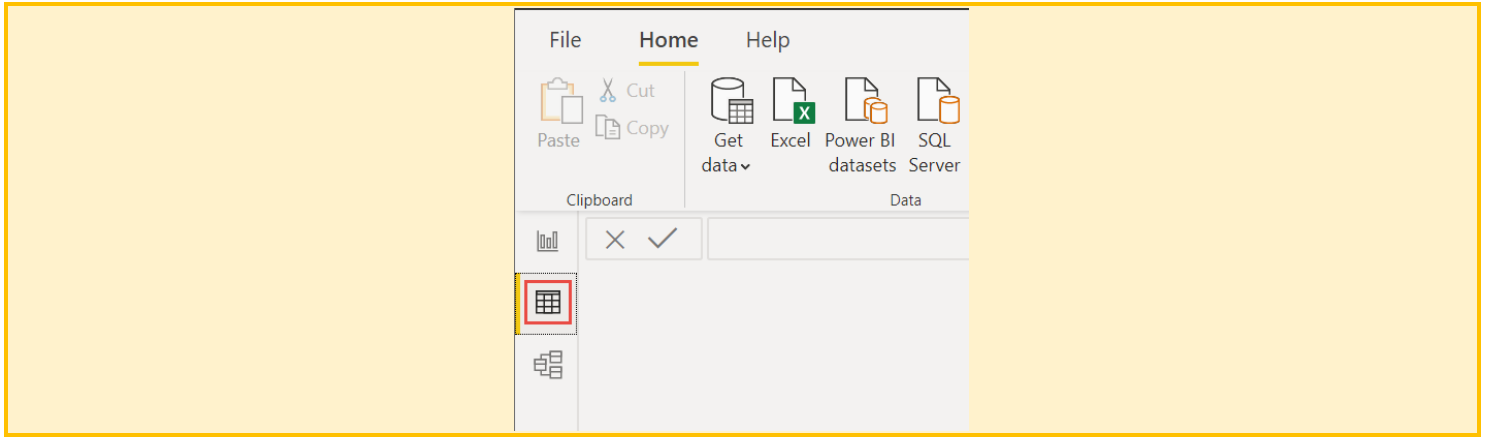 File Home Help
Cut
Copy
Paste
Get data
Excel
Power BI datasets
SQL Server
Clipboard
Data